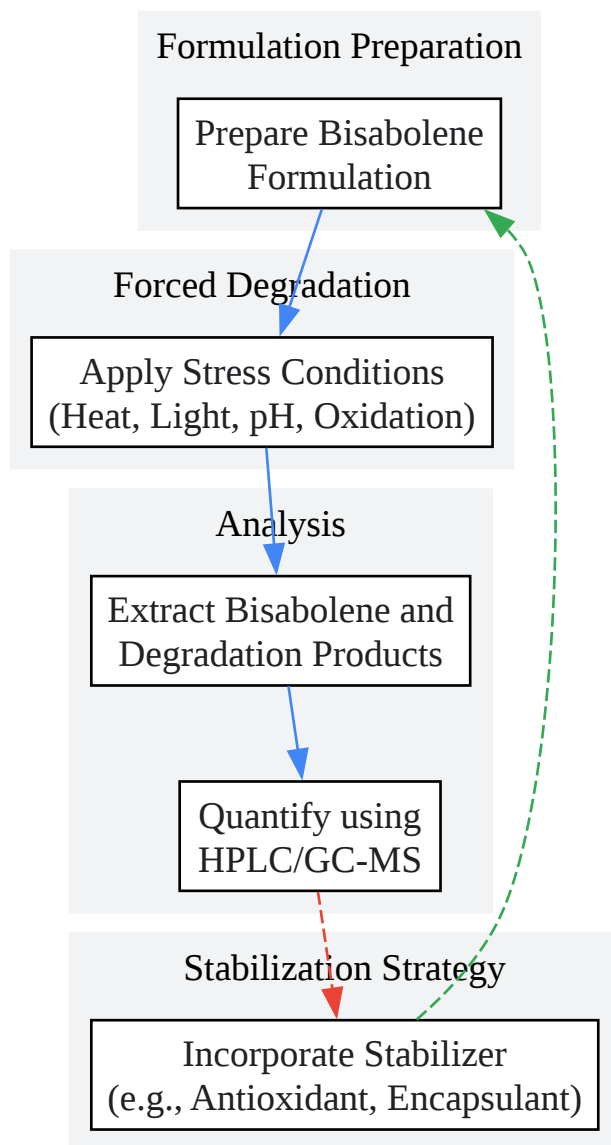 Formulation Preparation
Prepare Bisabolene
Formulation
Forced Degradation
Apply Stress Conditions
(Heat, Light, pH, Oxidation)
Analysis
Extract Bisabolene and
Degradation Products
Quantify using
HPLC/GC-MS
Stabilization Strategy
Incorporate Stabilizer
(e.g., Antioxidant, Encapsulant)